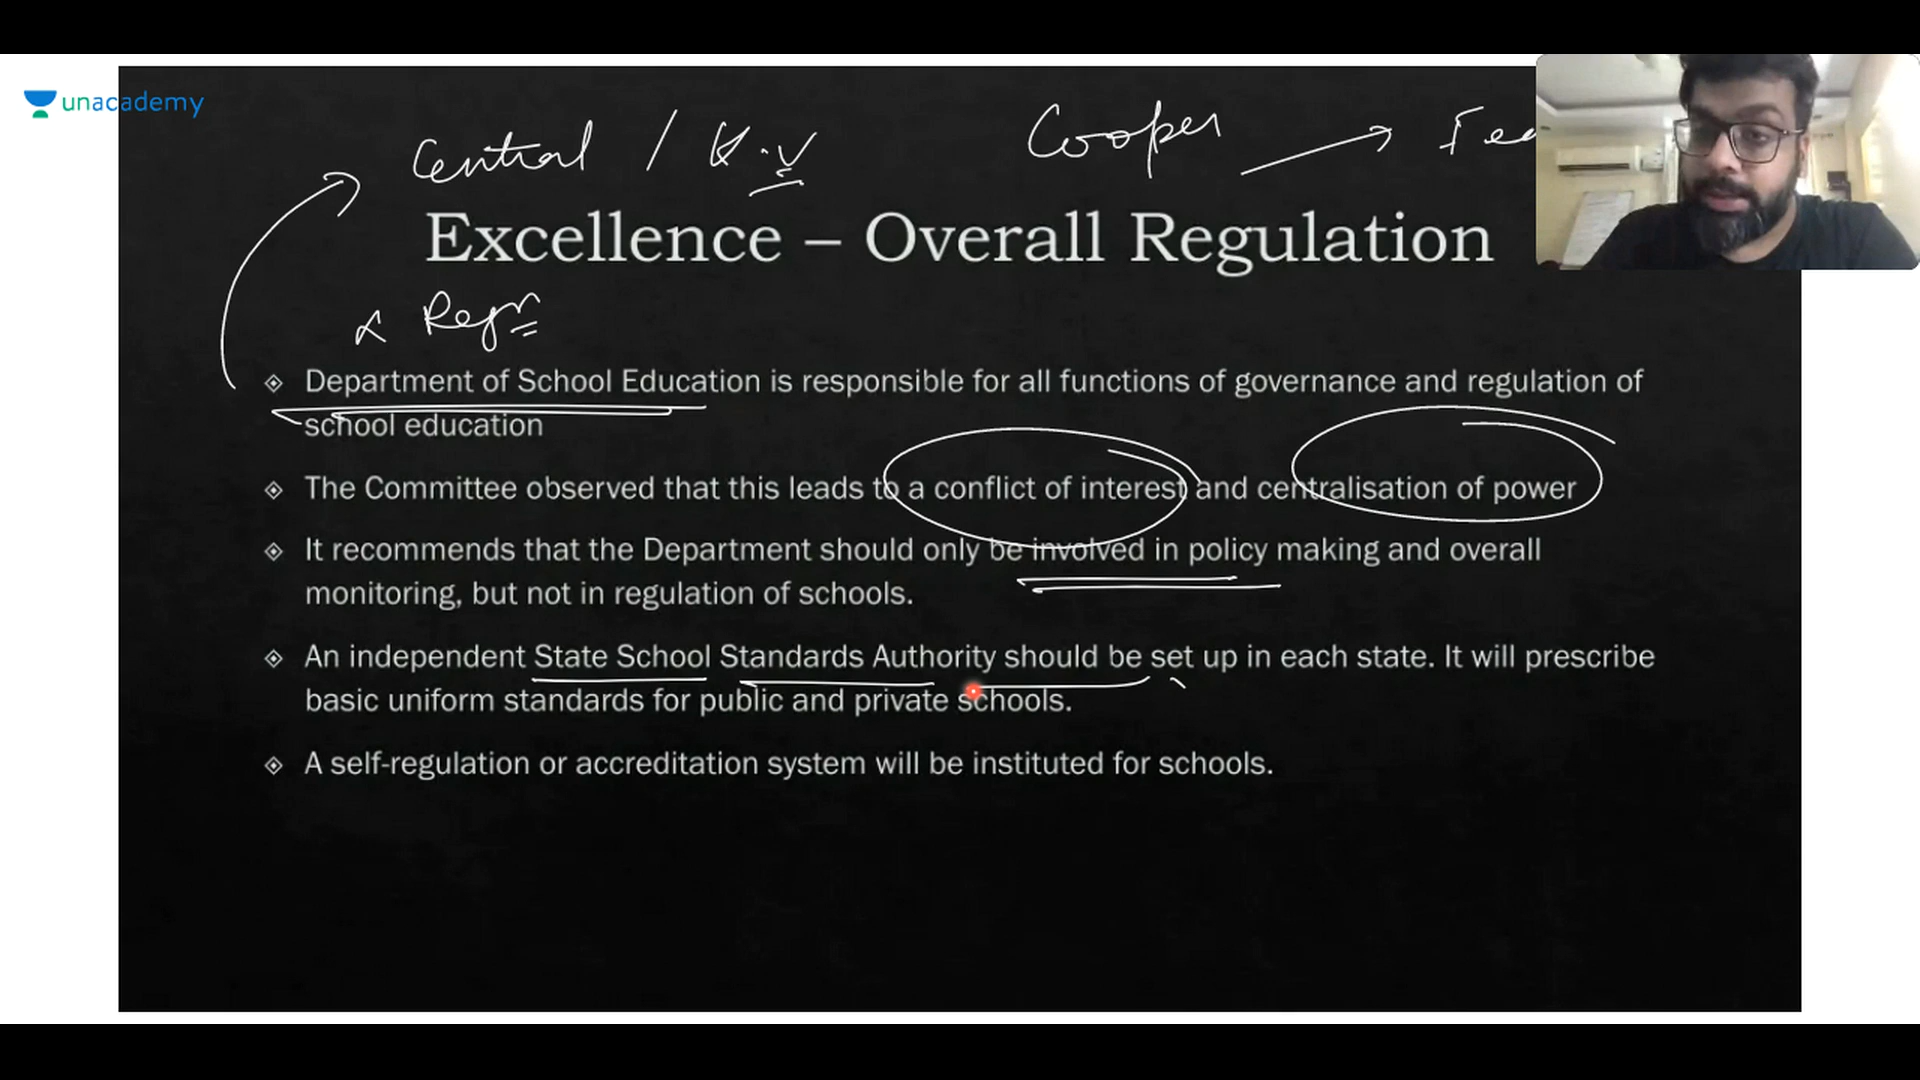 unacademy
Central / K.V
Cooper
Excellence – Overall Regulation
Regn
Department of School Education is responsible for all functions of governance and regulation of
school education
The Committee observed that this leads to a conflict of interest and centralisation of power
It recommends that the Department should only be involved in policy making and overall
monitoring, but not in regulation of schools.
An independent State School Standards Authority should be set up in each state. It will prescribe
basic uniform standards for public and private schools.
A self-regulation or accreditation system will be instituted for schools.